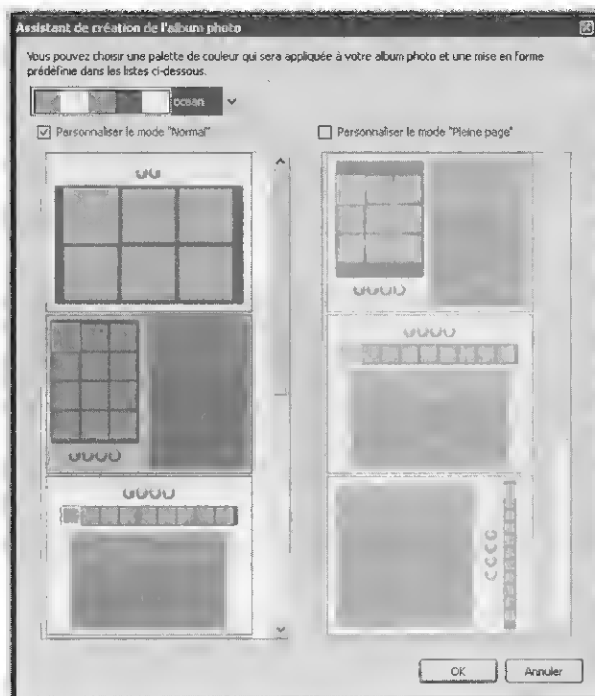 Assistant de création de l'album photo
Vous pouvez choisir une palette de couleur qui sera appliquée à votre album photo et une mise en forme
prédéfinie dans les listes ci-dessous.
ocean
Personnaliser le mode "Normal"
Personnaliser le mode "Pleine page"
OK
Annuler